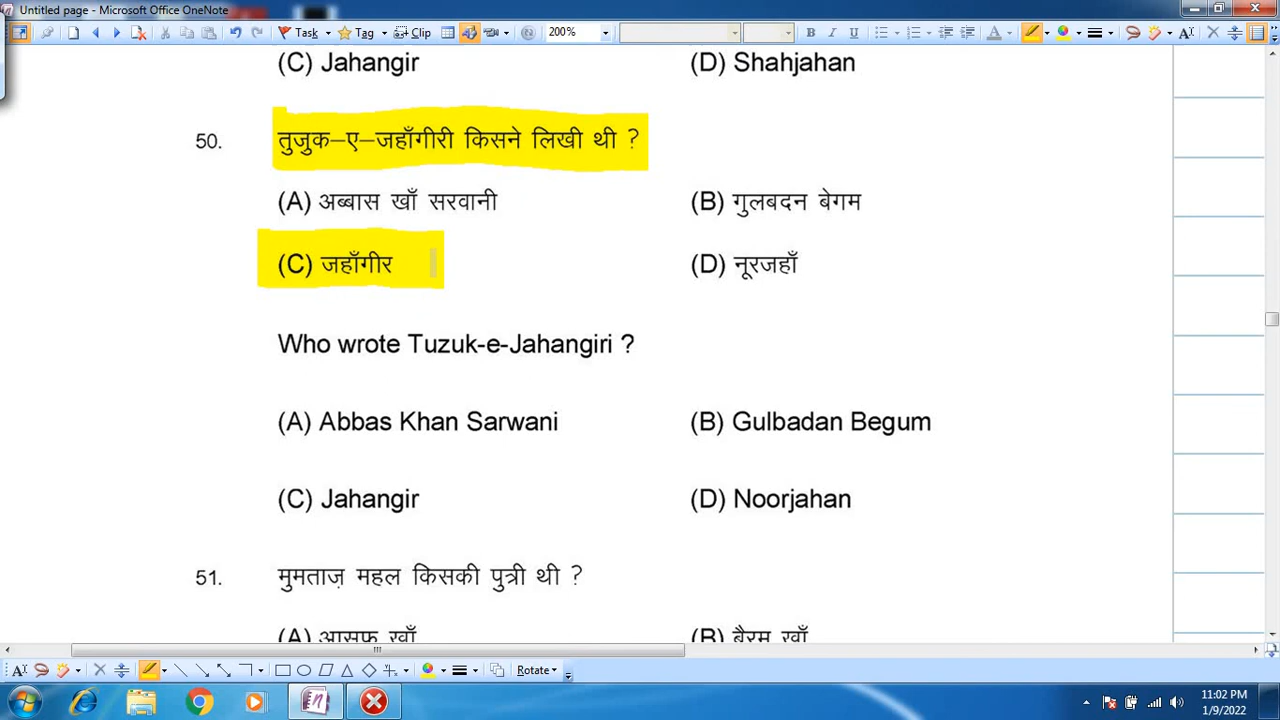 Untitled page - Microsoft Office OneNote
Task Tag Clip 200% B I U A
(C) Jahangir (D) Shahjahan
50. तुजुक–ए–जहाँगीरी किसने लिखी थी ?
(A) अब्बास खाँ सरवानी (B) गुलबदन बेगम
(C) जहाँगीर (D) नूरजहाँ
Who wrote Tuzuk-e-Jahangiri ?
(A) Abbas Khan Sarwani (B) Gulbadan Begum
(C) Jahangir (D) Noorjahan
51. मुमताज़ महल किसकी पुत्री थी ?
(A) आसफ खाँ (B) बैरम खाँ
Rotate
11:02 PM
1/9/2022